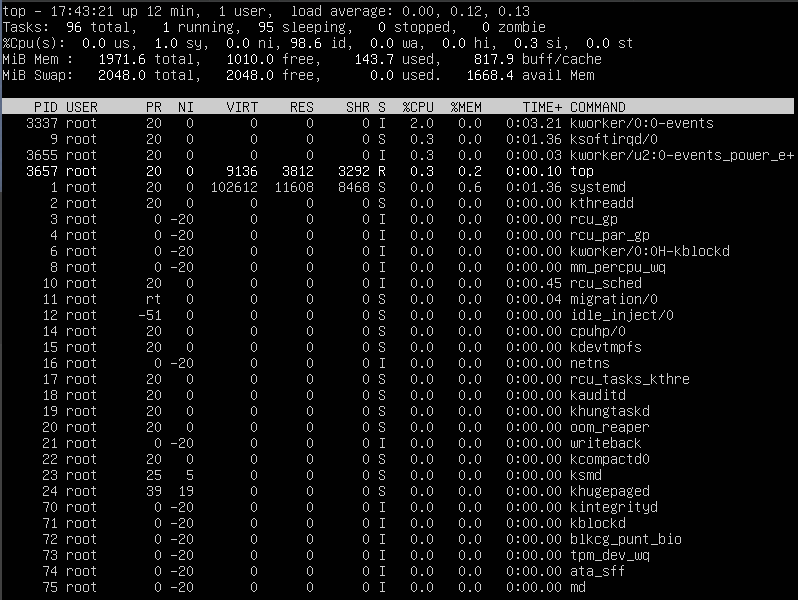 top - 17:43:21 up 12 min,  1 user,  load average: 0.00, 0.12, 0.13
Tasks:  96 total,   1 running,  95 sleeping,   0 stopped,   0 zombie
%Cpu(s):  0.0 us,  1.0 sy,  0.0 ni, 98.6 id,  0.0 wa,  0.0 hi,  0.3 si,  0.0 st
MiB Mem :   1971.6 total,   1010.0 free,    143.7 used,    817.9 buff/cache
MiB Swap:   2048.0 total,   2048.0 free,      0.0 used.   1668.4 avail Mem
PID USER      PR  NI    VIRT    RES    SHR S  %CPU  %MEM     TIME+ COMMAND
3337 root      20   0       0      0      0 I   2.0   0.0   0:03.21 kworker/0:0-events
9 root      20   0       0      0      0 S   0.3   0.0   0:01.36 ksoftirqd/0
3655 root      20   0       0      0      0 I   0.3   0.0   0:00.03 kworker/u2:0-events_power_e+
3657 root      20   0    9136   3812   3292 R   0.3   0.2   0:00.10 top
1 root      20   0  102612  11608   8468 S   0.0   0.6   0:01.36 systemd
2 root      20   0       0      0      0 S   0.0   0.0   0:00.00 kthreadd
3 root       0 -20       0      0      0 I   0.0   0.0   0:00.00 rcu_gp
4 root       0 -20       0      0      0 I   0.0   0.0   0:00.00 rcu_par_gp
6 root       0 -20       0      0      0 I   0.0   0.0   0:00.00 kworker/0:0H-kblockd
8 root       0 -20       0      0      0 I   0.0   0.0   0:00.00 mm_percpu_wq
10 root      20   0       0      0      0 I   0.0   0.0   0:00.45 rcu_sched
11 root      rt   0       0      0      0 S   0.0   0.0   0:00.04 migration/0
12 root     -51   0       0      0      0 S   0.0   0.0   0:00.00 idle_inject/0
14 root      20   0       0      0      0 S   0.0   0.0   0:00.00 cpuhp/0
15 root      20   0       0      0      0 S   0.0   0.0   0:00.00 kdevtmpfs
16 root       0 -20       0      0      0 I   0.0   0.0   0:00.00 netns
17 root      20   0       0      0      0 S   0.0   0.0   0:00.00 rcu_tasks_kthre
18 root      20   0       0      0      0 S   0.0   0.0   0:00.00 kauditd
19 root      20   0       0      0      0 S   0.0   0.0   0:00.00 khungtaskd
20 root      20   0       0      0      0 S   0.0   0.0   0:00.00 oom_reaper
21 root       0 -20       0      0      0 I   0.0   0.0   0:00.00 writeback
22 root      20   0       0      0      0 S   0.0   0.0   0:00.00 kcompactd0
23 root      25   5       0      0      0 S   0.0   0.0   0:00.00 ksmd
24 root      39  19       0      0      0 S   0.0   0.0   0:00.00 khugepaged
70 root       0 -20       0      0      0 I   0.0   0.0   0:00.00 kintegrityd
71 root       0 -20       0      0      0 I   0.0   0.0   0:00.00 kblockd
72 root       0 -20       0      0      0 I   0.0   0.0   0:00.00 blkcg_punt_bio
73 root       0 -20       0      0      0 I   0.0   0.0   0:00.00 tpm_dev_wq
74 root       0 -20       0      0      0 I   0.0   0.0   0:00.00 ata_sff
75 root       0 -20       0      0      0 I   0.0   0.0   0:00.00 md